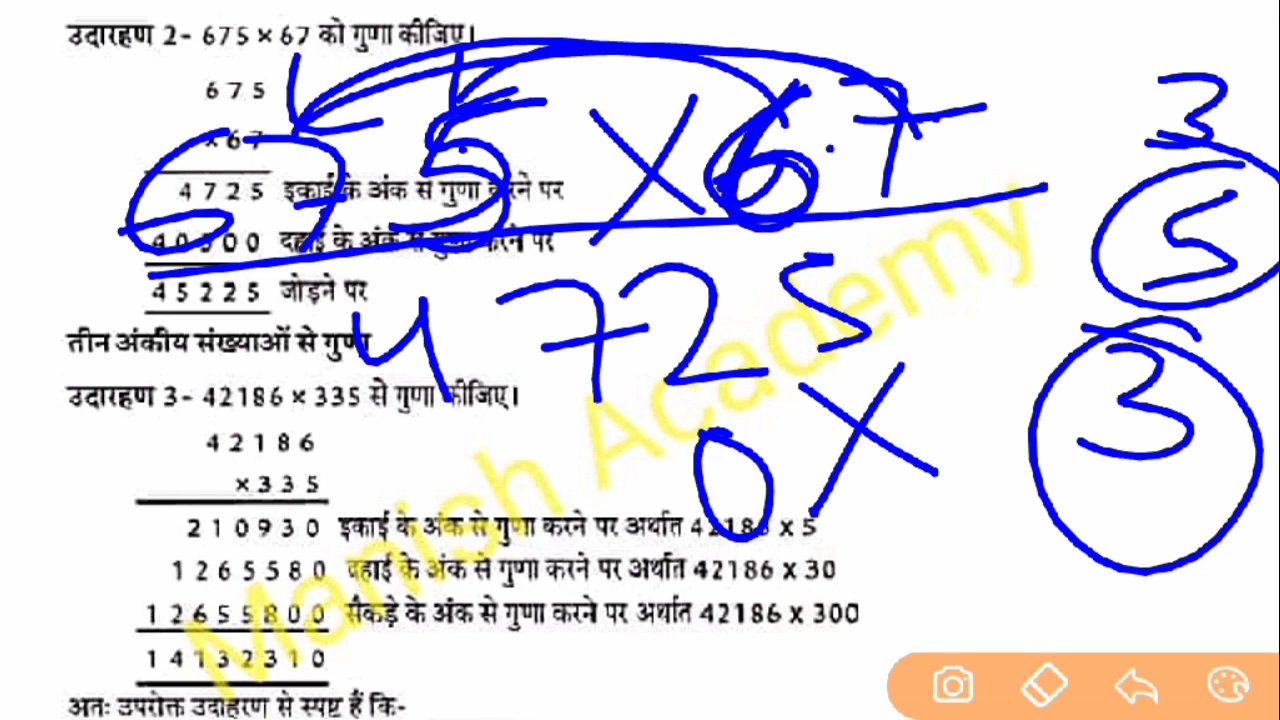 उदारहण 2- 675 × 67 को गुणा कीजिए।
675
×67
4725 इकाई के अंक से गुणा करने पर
40500 दहाई के अंक से गुणा करने पर
45225 जोड़ने पर
675 × 67
4725
0×
3
5
3
तीन अंकीय संख्याओं से गुणा
उदारहण 3- 42186 × 335 से गुणा कीजिए।
42186
×335
210930 इकाई के अंक से गुणा करने पर अर्थात 42186 x 5
1265580 दहाई के अंक से गुणा करने पर अर्थात 42186 x 30
12655800 सैकड़े के अंक से गुणा करने पर अर्थात 42186 x 300
14132310
अतः उपरोक्त उदाहरण से स्पष्ट हैं कि-
Manish Academy